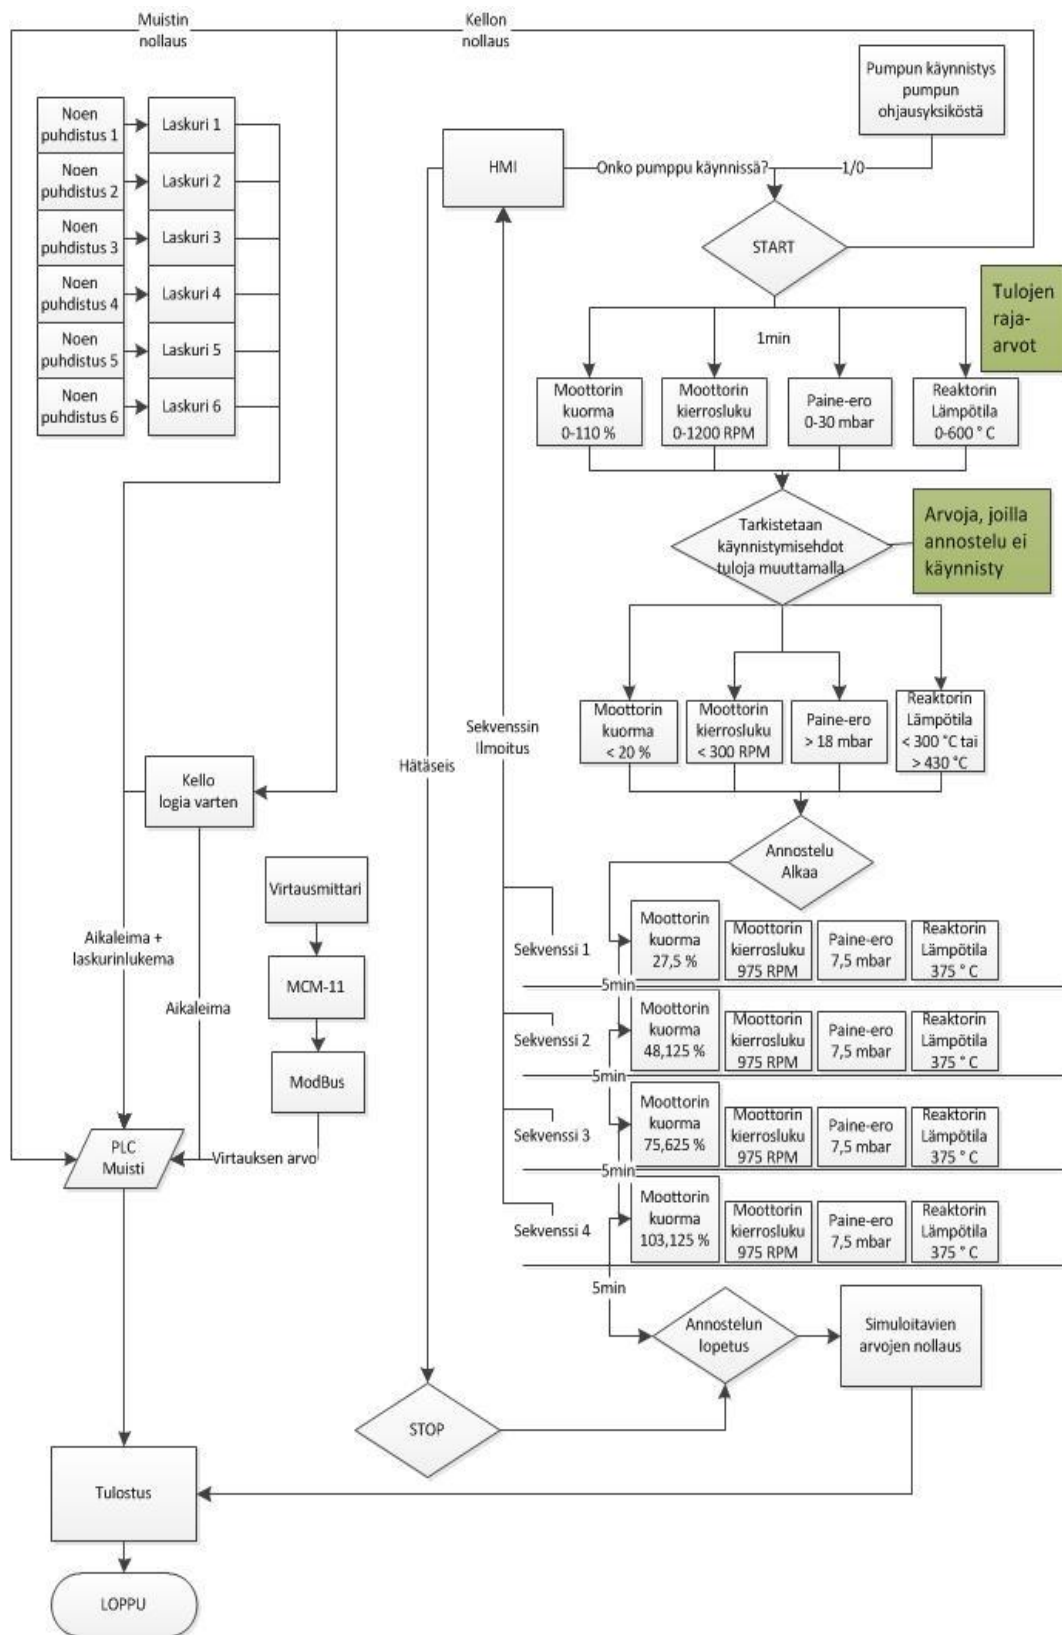 Muistin
nollaus
Kellon
nollaus
Pumpun käynnistys
pumpun
ohjausyksiköstä
Noen
puhdistus 1
Laskuri 1
Noen
puhdistus 2
Laskuri 2
Noen
puhdistus 3
Laskuri 3
Noen
puhdistus 4
Laskuri 4
Noen
puhdistus 5
Laskuri 5
Noen
puhdistus 6
Laskuri 6
HMI
Onko pumppu käynnissä?
1/0
START
Tulojen
raja-
arvot
1min
Moottorin
kuorma
0-110 %
Moottorin
kierrosluku
0-1200 RPM
Paine-ero
0-30 mbar
Reaktorin
Lämpötila
0-600 ° C
Tarkistetaan
käynnistymisehdot
tuloja muuttamalla
Arvoja, joilla
annostelu ei
käynnisty
Moottorin
kuorma
< 20 %
Moottorin
kierrosluku
< 300 RPM
Paine-ero
> 18 mbar
Reaktorin
Lämpötila
< 300 °C tai
> 430 °C
Sekvenssin
Ilmoitus
Hätäseis
Kello
logia varten
Annostelu
Alkaa
Virtausmittari
MCM-11
ModBus
Aikaleima +
laskurinlukema
Aikaleima
Virtauksen arvo
PLC
Muisti
Sekvenssi 1
Moottorin
kuorma
27,5 %
Moottorin
kierrosluku
975 RPM
Paine-ero
7,5 mbar
Reaktorin
Lämpötila
375 ° C
5min
Sekvenssi 2
Moottorin
kuorma
48,125 %
Moottorin
kierrosluku
975 RPM
Paine-ero
7,5 mbar
Reaktorin
Lämpötila
375 ° C
5min
Sekvenssi 3
Moottorin
kuorma
75,625 %
Moottorin
kierrosluku
975 RPM
Paine-ero
7,5 mbar
Reaktorin
Lämpötila
375 ° C
5min
Sekvenssi 4
Moottorin
kuorma
103,125 %
Moottorin
kierrosluku
975 RPM
Paine-ero
7,5 mbar
Reaktorin
Lämpötila
375 ° C
5min
Annostelun
lopetus
Simuloitavien
arvojen nollaus
STOP
Tulostus
LOPPU